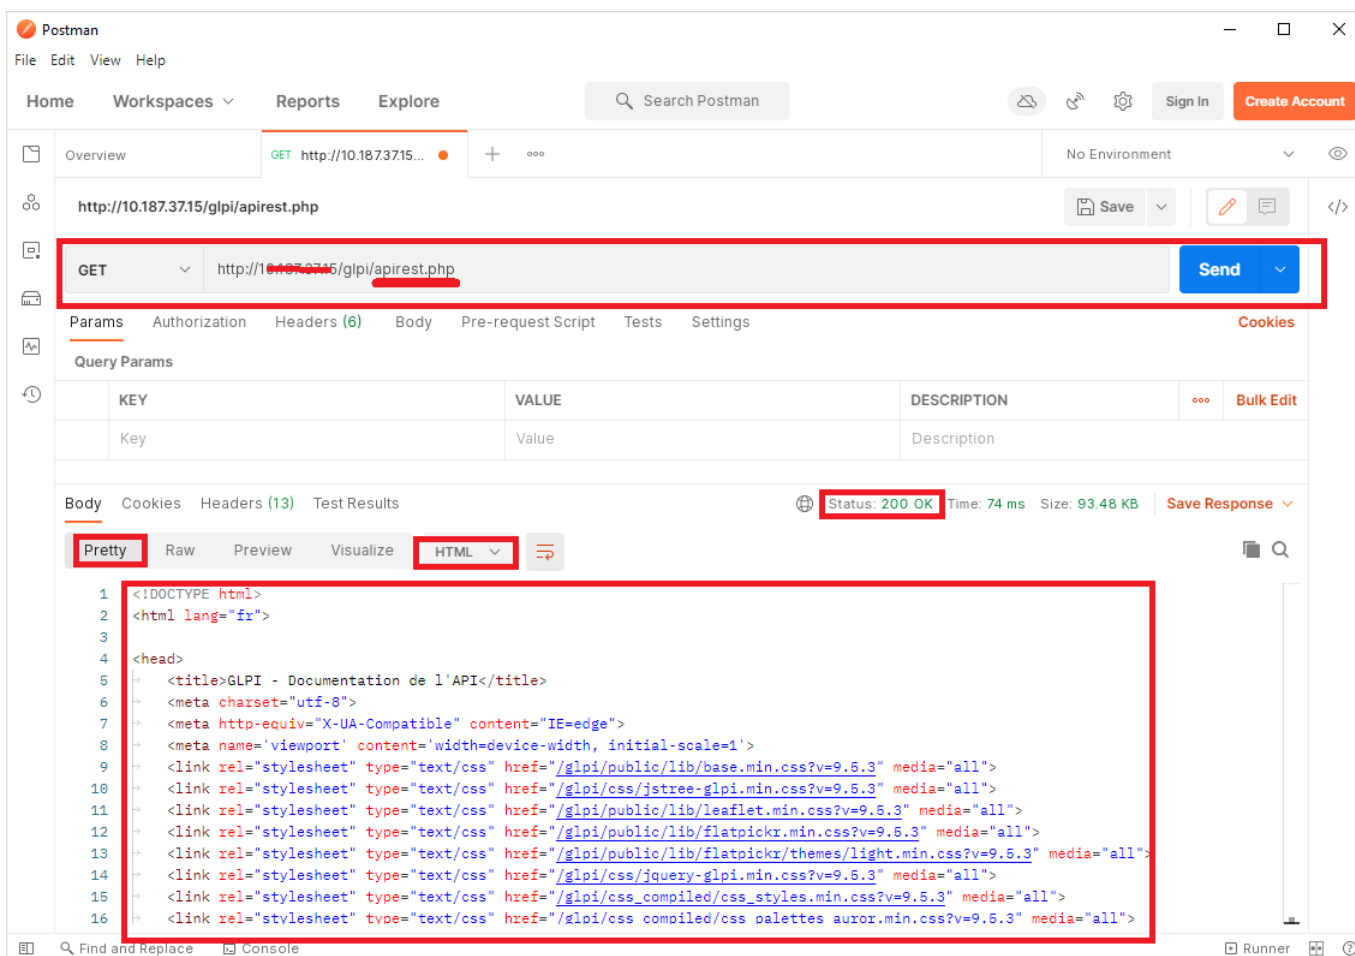 Postman
File Edit View Help
Home Workspaces Reports Explore Search Postman Sign In Create Account
Overview GET http://10.187.37.15... No Environment
http://10.187.37.15/glpi/apirest.php Save
GET http://10.187.37.15/glpi/apirest.php Send
Params Authorization Headers (6) Body Pre-request Script Tests Settings Cookies
Query Params
KEY VALUE DESCRIPTION Bulk Edit
Key Value Description
Body Cookies Headers (13) Test Results Status: 200 OK Time: 74 ms Size: 93.48 KB Save Response
Pretty Raw Preview Visualize HTML
1 <!DOCTYPE html>
2 <html lang="fr">
3
4 <head>
5 <title>GLPI - Documentation de l'API</title>
6 <meta charset="utf-8">
7 <meta http-equiv="X-UA-Compatible" content="IE=edge">
8 <meta name='viewport' content='width=device-width, initial-scale=1'>
9 <link rel="stylesheet" type="text/css" href="/glpi/public/lib/base.min.css?v=9.5.3" media="all">
10 <link rel="stylesheet" type="text/css" href="/glpi/css/jstree-glpi.min.css?v=9.5.3" media="all">
11 <link rel="stylesheet" type="text/css" href="/glpi/public/lib/leaflet.min.css?v=9.5.3" media="all">
12 <link rel="stylesheet" type="text/css" href="/glpi/public/lib/flatpickr.min.css?v=9.5.3" media="all">
13 <link rel="stylesheet" type="text/css" href="/glpi/public/lib/flatpickr/themes/light.min.css?v=9.5.3" media="all">
14 <link rel="stylesheet" type="text/css" href="/glpi/css/jquery-glpi.min.css?v=9.5.3" media="all">
15 <link rel="stylesheet" type="text/css" href="/glpi/css_compiled/css_styles.min.css?v=9.5.3" media="all">
16 <link rel="stylesheet" type="text/css" href="/glpi/css_compiled/css_palettes_auror.min.css?v=9.5.3" media="all">
Find and Replace Console Runner